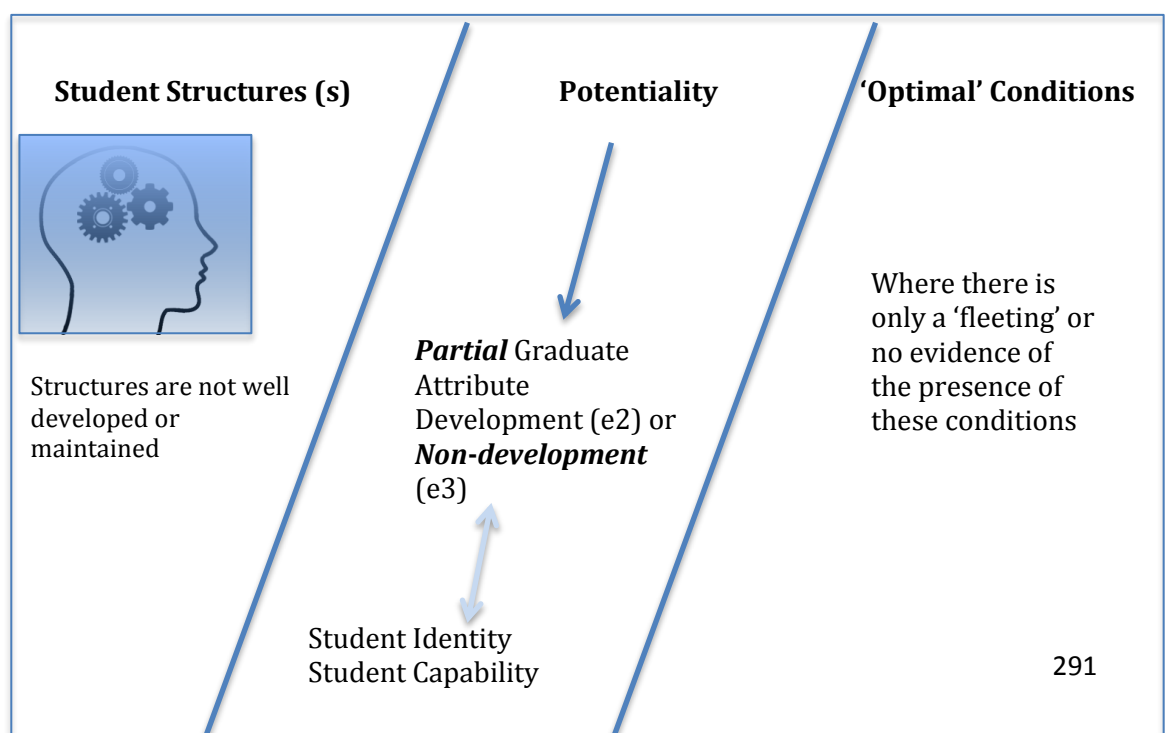 Student Structures (s)
Potentiality
‘Optimal’ Conditions
Structures are not well
developed or
maintained
Partial Graduate
Attribute
Development (e2) or
Non-development
(e3)
Student Identity
Student Capability
Where there is
only a ‘fleeting’ or
no evidence of
the presence of
these conditions
291